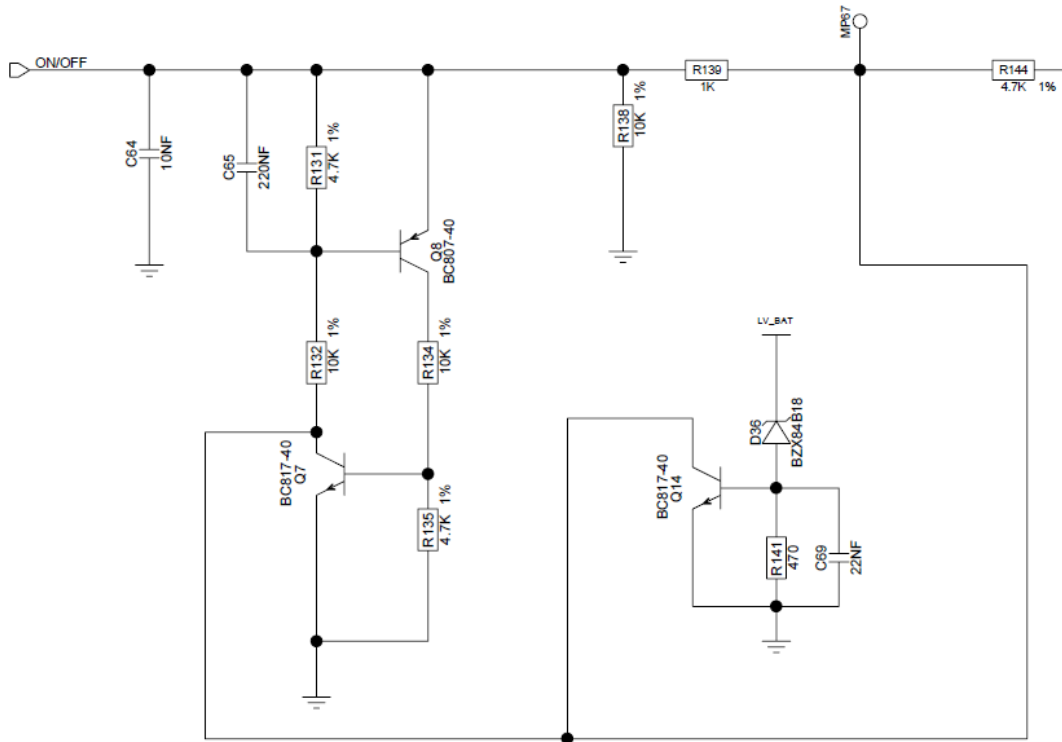 MP67
ON/OFF
R139
1K
R144
4.7K 1%
C64
10NF
C65
220NF
R131
4.7K 1%
R138
10K 1%
Q8
BC807-40
R132
10K 1%
R134
10K 1%
LV_BAT
D36
BZX84B18
BC817-40
Q7
BC817-40
Q14
R135
4.7K 1%
R141
470
C69
22NF